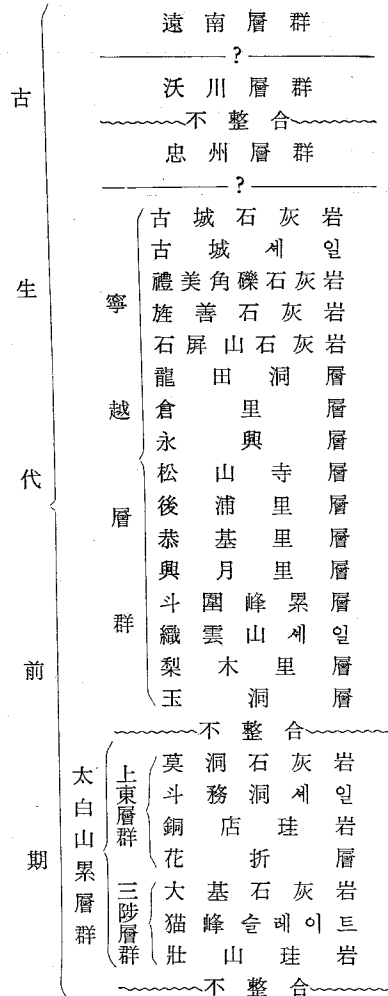 古生代前期
遠南層群
?
沃川層群
不整合
忠州層群
?
寧越層群
古城石灰岩
古城셰일
禮美角礫石灰岩
旌善石灰岩
石屛山石灰岩
龍田洞層
倉里層
永興層
松山寺層
後浦里層
恭基里層
興月里層
斗圍峰累層
織雲山셰일
梨木里層
玉洞層
不整合
太白山累層群
上東層群
莫洞石灰岩
斗務洞셰일
銅店珪岩
花折層
三陟層群
大基石灰岩
猫峰슬레이트
壯山珪岩
不整合